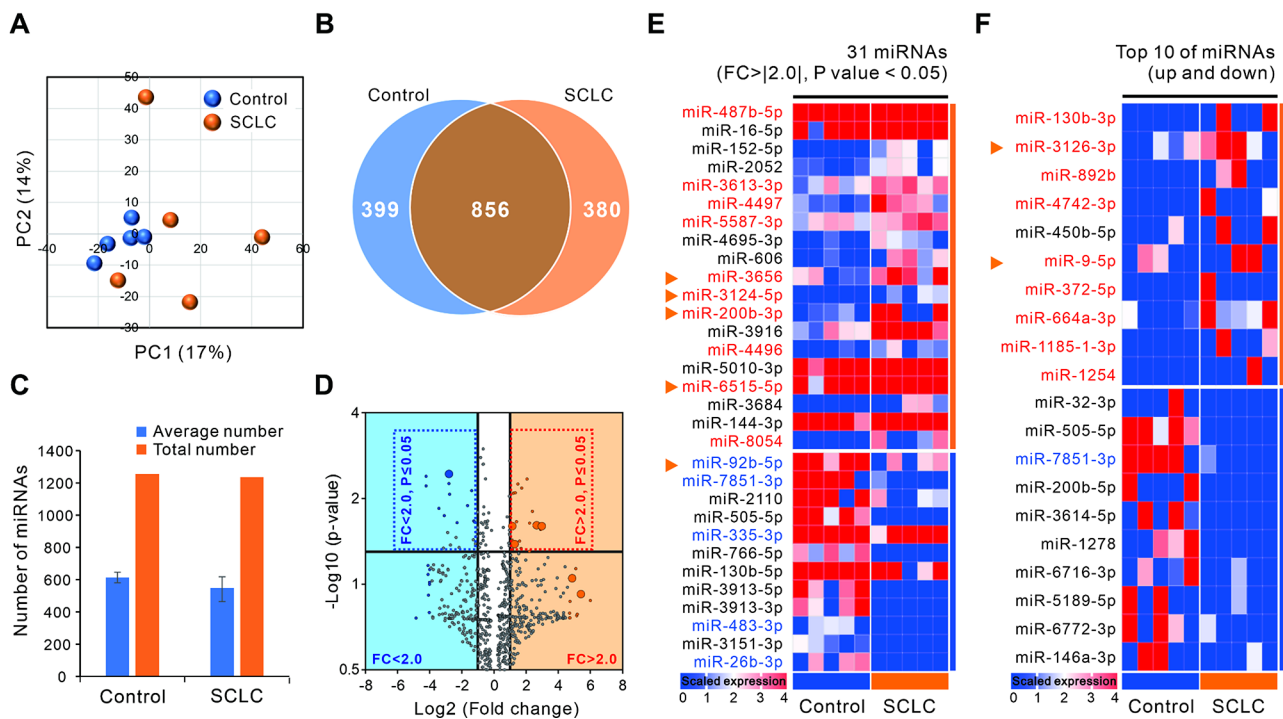 A
50
40
30
20
10
0
-10
-20
-30
-40
-20
0
20
40
60
Control
SCLC
PC2 (14%)
PC1 (17%)
B
Control
SCLC
399
856
380
C
Average number
Total number
1400
1200
1000
800
600
400
200
0
Number of miRNAs
Control
SCLC
D
4
2
1
0.5
-Log10 (p-value)
FC<2.0, P≤0.05
FC>2.0, P≤0.05
FC<2.0
FC>2.0
-8
-6
-4
-2
0
2
4
6
8
Log2 (Fold change)
E
31 miRNAs
(FC>|2.0|, P value < 0.05)
miR-487b-5p
miR-16-5p
miR-152-5p
miR-2052
miR-3613-3p
miR-4497
miR-5587-3p
miR-4695-3p
miR-606
miR-3656
miR-3124-5p
miR-200b-3p
miR-3916
miR-4496
miR-5010-3p
miR-6515-5p
miR-3684
miR-144-3p
miR-8054
miR-92b-5p
miR-7851-3p
miR-2110
miR-505-5p
miR-335-3p
miR-766-5p
miR-130b-5p
miR-3913-5p
miR-3913-3p
miR-483-3p
miR-3151-3p
miR-26b-3p
Scaled expression
0 1 2 3 4
Control
SCLC
F
Top 10 of miRNAs
(up and down)
miR-130b-3p
miR-3126-3p
miR-892b
miR-4742-3p
miR-450b-5p
miR-9-5p
miR-372-5p
miR-664a-3p
miR-1185-1-3p
miR-1254
miR-32-3p
miR-505-5p
miR-7851-3p
miR-200b-5p
miR-3614-5p
miR-1278
miR-6716-3p
miR-5189-5p
miR-6772-3p
miR-146a-3p
Scaled expression
0 1 2 3 4
Control
SCLC